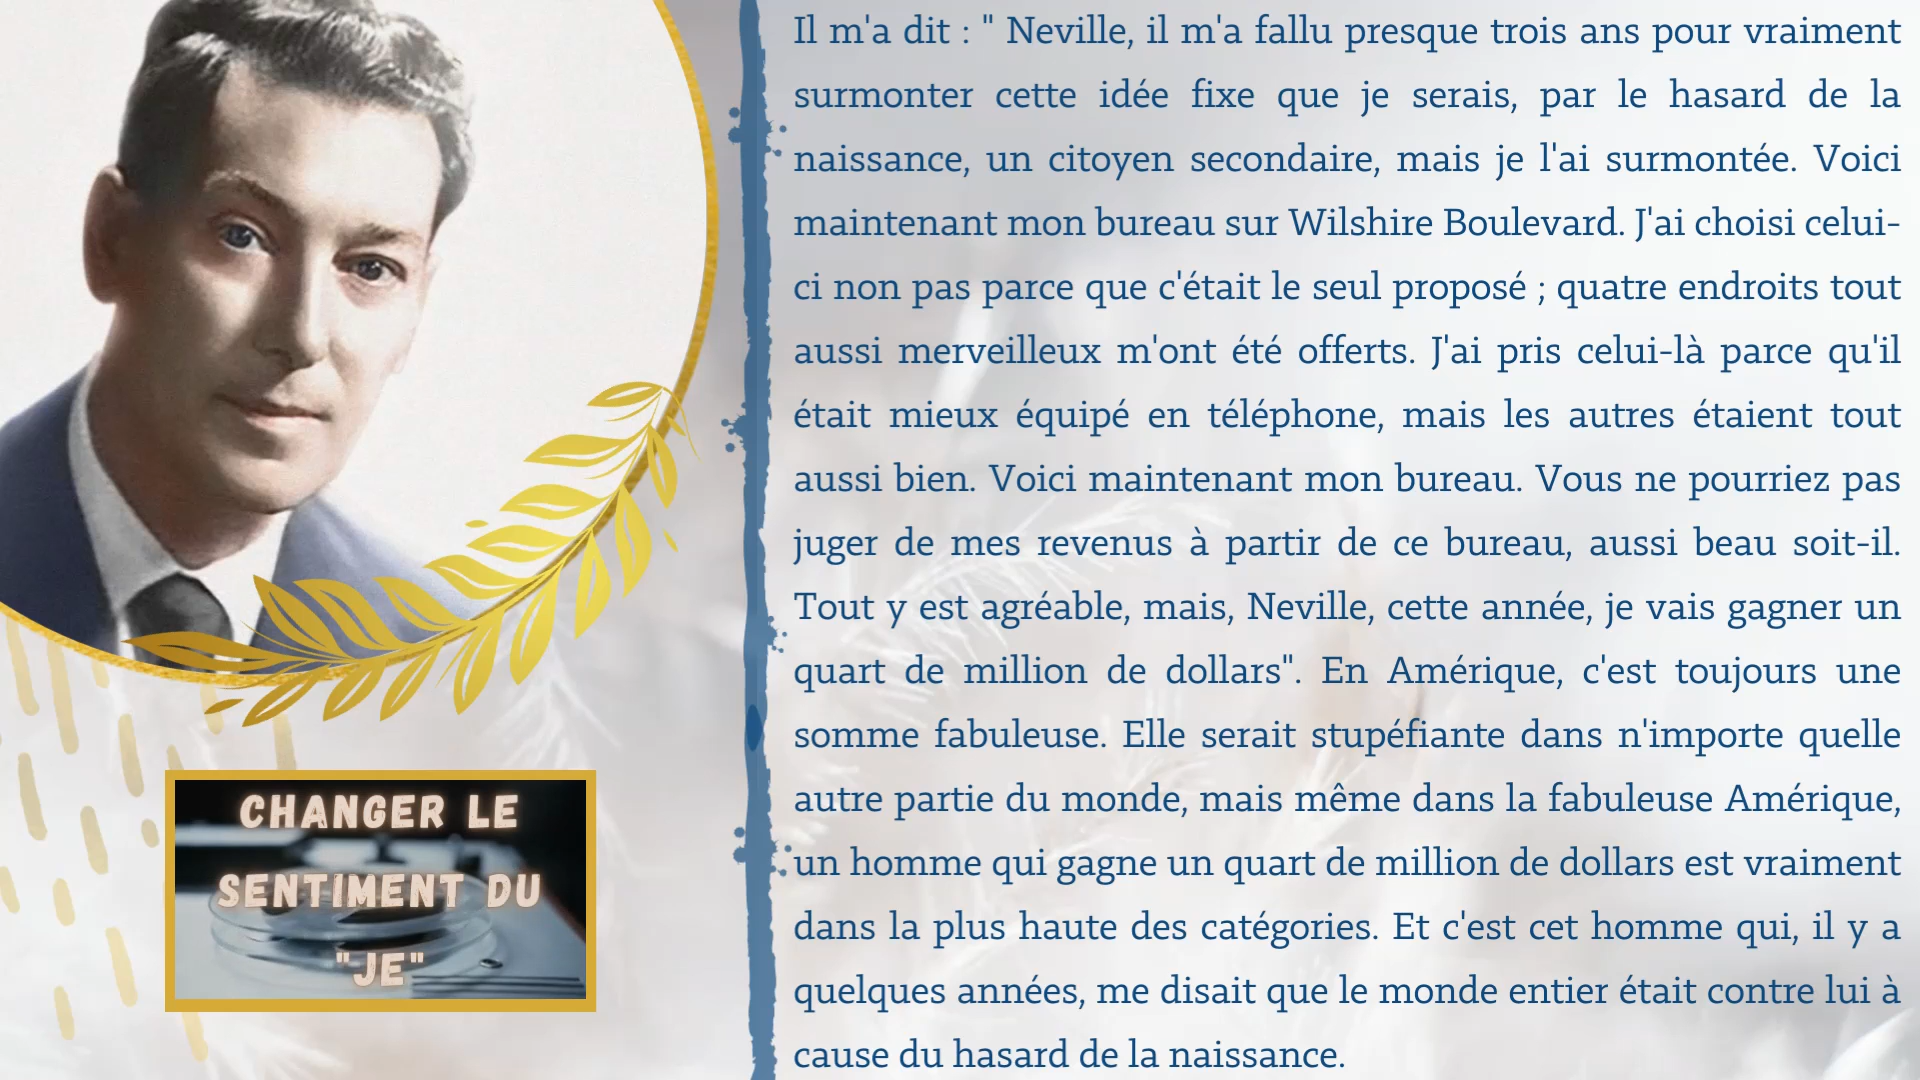 Il m'a dit : " Neville, il m'a fallu presque trois ans pour vraiment
surmonter cette idée fixe que je serais, par le hasard de la
naissance, un citoyen secondaire, mais je l'ai surmontée. Voici
maintenant mon bureau sur Wilshire Boulevard. J'ai choisi celui-
ci non pas parce que c'était le seul proposé ; quatre endroits tout
aussi merveilleux m'ont été offerts. J'ai pris celui-là parce qu'il
était mieux équipé en téléphone, mais les autres étaient tout
aussi bien. Voici maintenant mon bureau. Vous ne pourriez pas
juger de mes revenus à partir de ce bureau, aussi beau soit-il.
Tout y est agréable, mais, Neville, cette année, je vais gagner un
quart de million de dollars". En Amérique, c'est toujours une
somme fabuleuse. Elle serait stupéfiante dans n'importe quelle
autre partie du monde, mais même dans la fabuleuse Amérique,
un homme qui gagne un quart de million de dollars est vraiment
dans la plus haute des catégories. Et c'est cet homme qui, il y a
quelques années, me disait que le monde entier était contre lui à
cause du hasard de la naissance.
CHANGER LE
SENTIMENT DU
"JE"